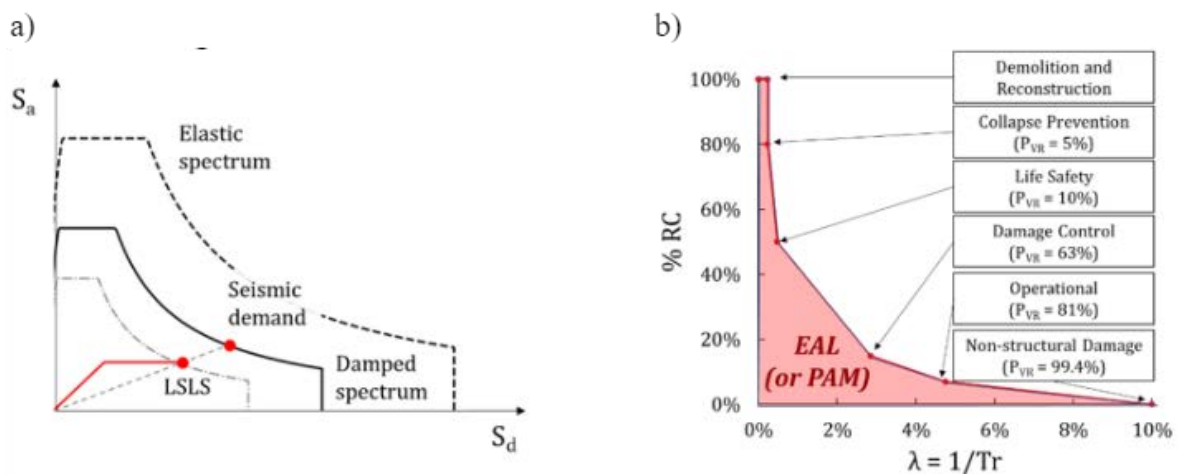 a)
Sa
Elastic
spectrum
Seismic
demand
LSLS
Damped
spectrum
Sd
b)
100%
80%
60%
40%
20%
0%
% RC
0%
2%
4%
6%
8%
10%
λ = 1/Tr
EAL
(or PAM)
Demolition and
Reconstruction
Collapse Prevention
(PVR = 5%)
Life Safety
(PVR = 10%)
Damage Control
(PVR = 63%)
Operational
(PVR = 81%)
Non-structural Damage
(PVR = 99.4%)